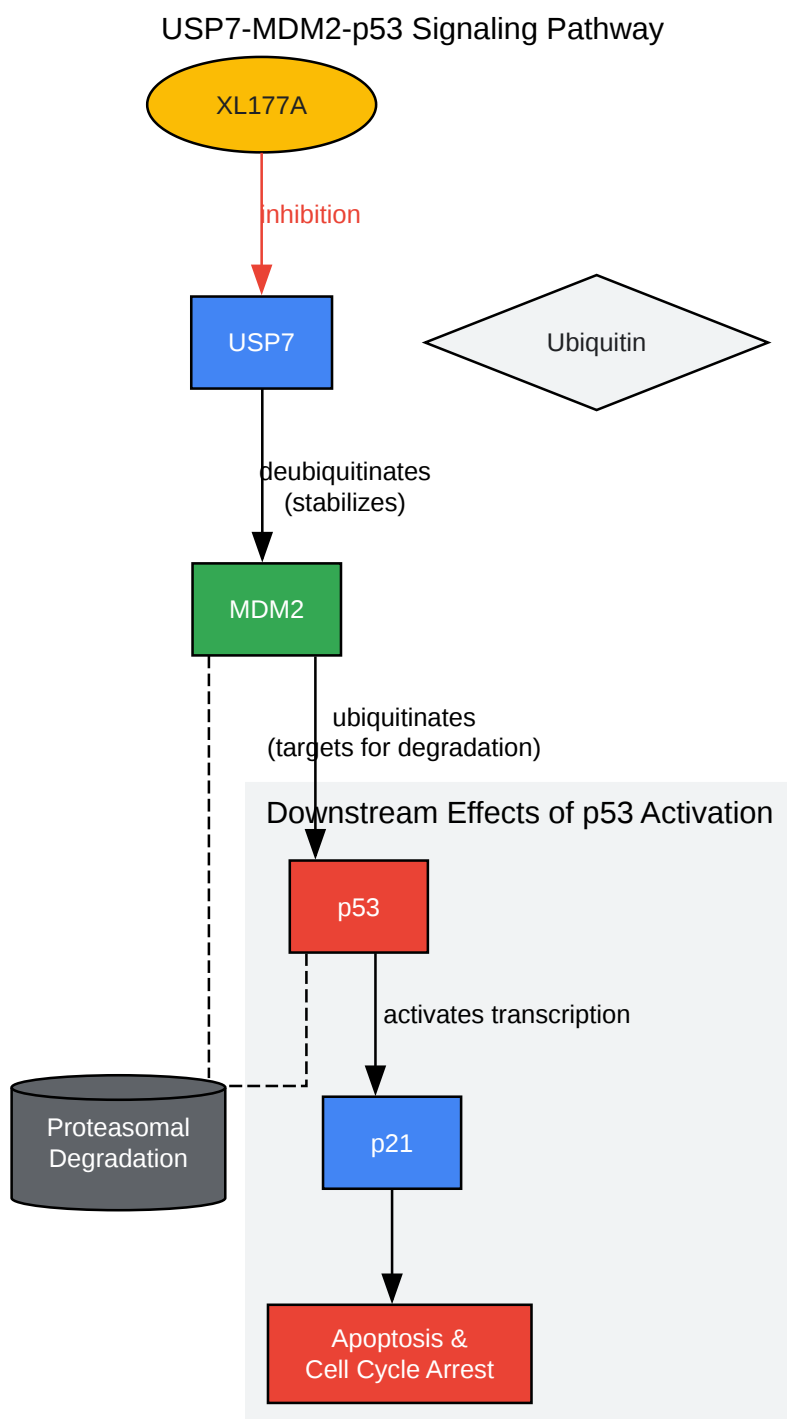 USP7-MDM2-p53 Signaling Pathway
XL177A
inhibition
USP7
Ubiquitin
deubiquitinates
(stabilizes)
MDM2
ubiquitinates
(targets for degradation)
Downstream Effects of p53 Activation
p53
activates transcription
Proteasomal
Degradation
p21
Apoptosis &
Cell Cycle Arrest